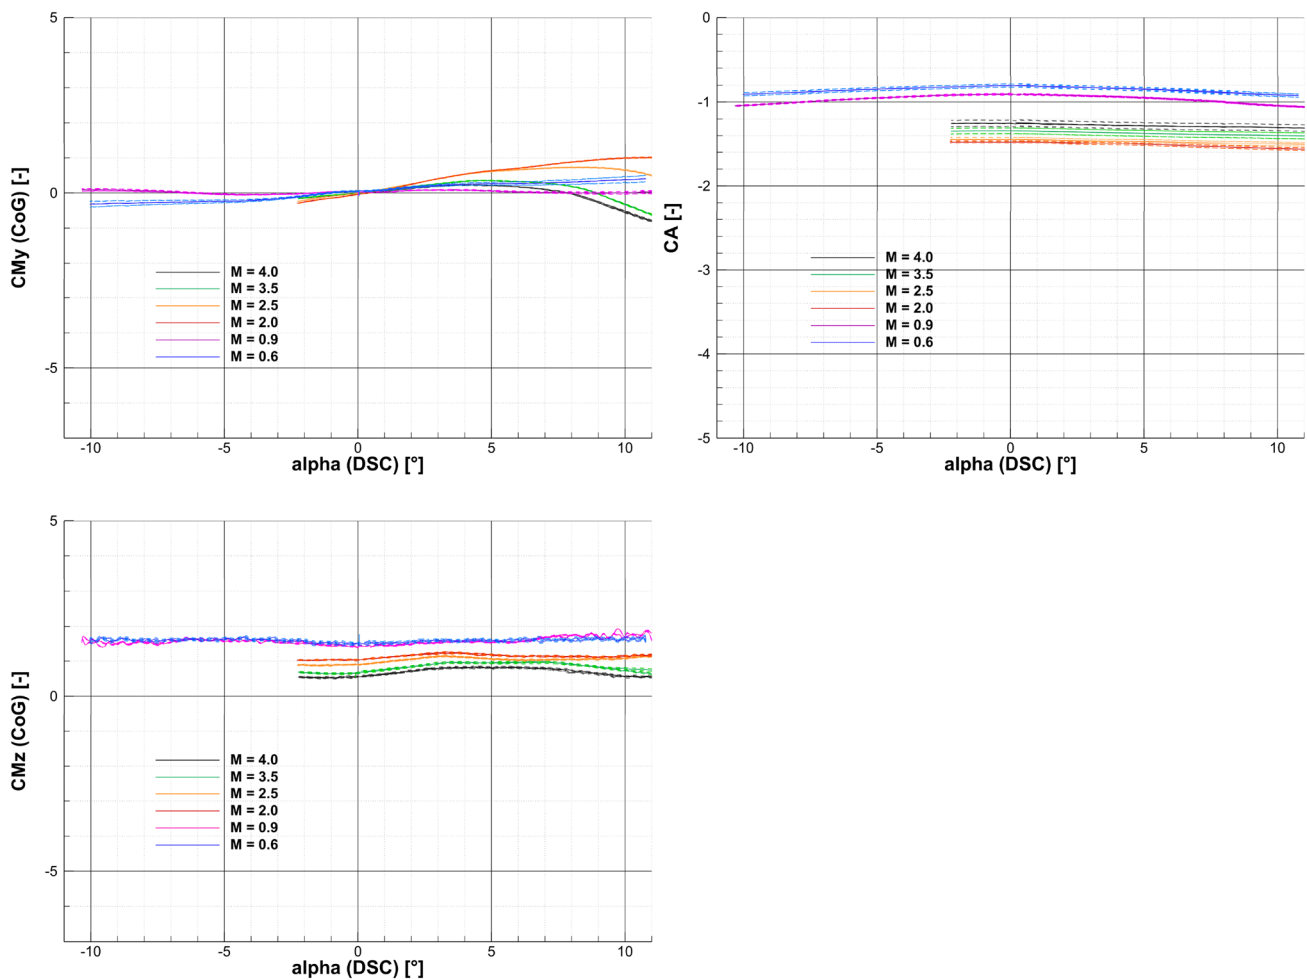 5
0
-5
CMy (CoG) [-]
M = 4.0
M = 3.5
M = 2.5
M = 2.0
M = 0.9
M = 0.6
-10
-5
0
5
10
alpha (DSC) [°]
0
-1
-2
-3
-4
-5
CA [-]
M = 4.0
M = 3.5
M = 2.5
M = 2.0
M = 0.9
M = 0.6
-10
-5
0
5
10
alpha (DSC) [°]
5
0
-5
CMz (CoG) [-]
M = 4.0
M = 3.5
M = 2.5
M = 2.0
M = 0.9
M = 0.6
-10
-5
0
5
10
alpha (DSC) [°]